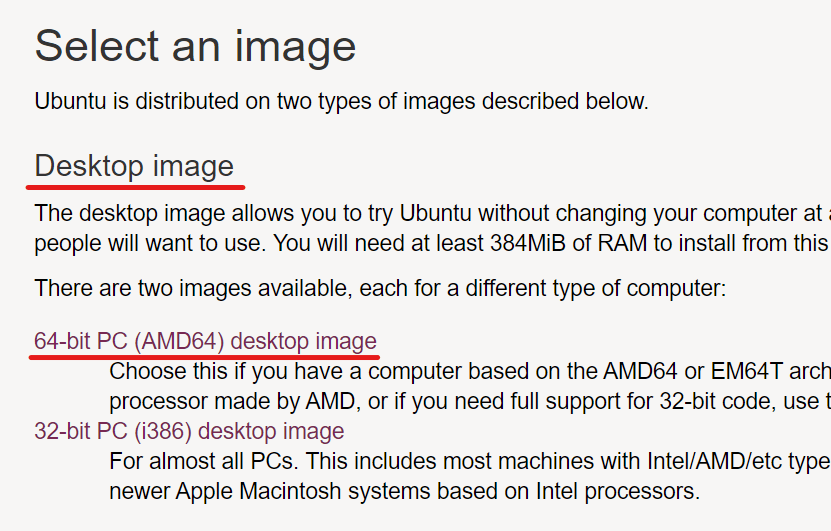 Select an image
Ubuntu is distributed on two types of images described below.
Desktop image
The desktop image allows you to try Ubuntu without changing your computer at
people will want to use. You will need at least 384MiB of RAM to install from this
There are two images available, each for a different type of computer:
64-bit PC (AMD64) desktop image
Choose this if you have a computer based on the AMD64 or EM64T arch
processor made by AMD, or if you need full support for 32-bit code, use t
32-bit PC (i386) desktop image
For almost all PCs. This includes most machines with Intel/AMD/etc type
newer Apple Macintosh systems based on Intel processors.